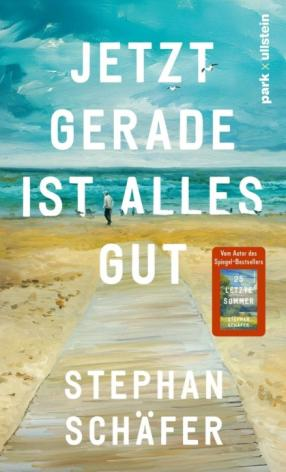 park x ullstein
JETZT
GERADE
IST ALLES
GUT
Vom Autor des
Spiegel-Bestsellers
25
LETZTE
SOMMER
STEPHAN
SCHÄFER
STEPHAN
SCHÄFER